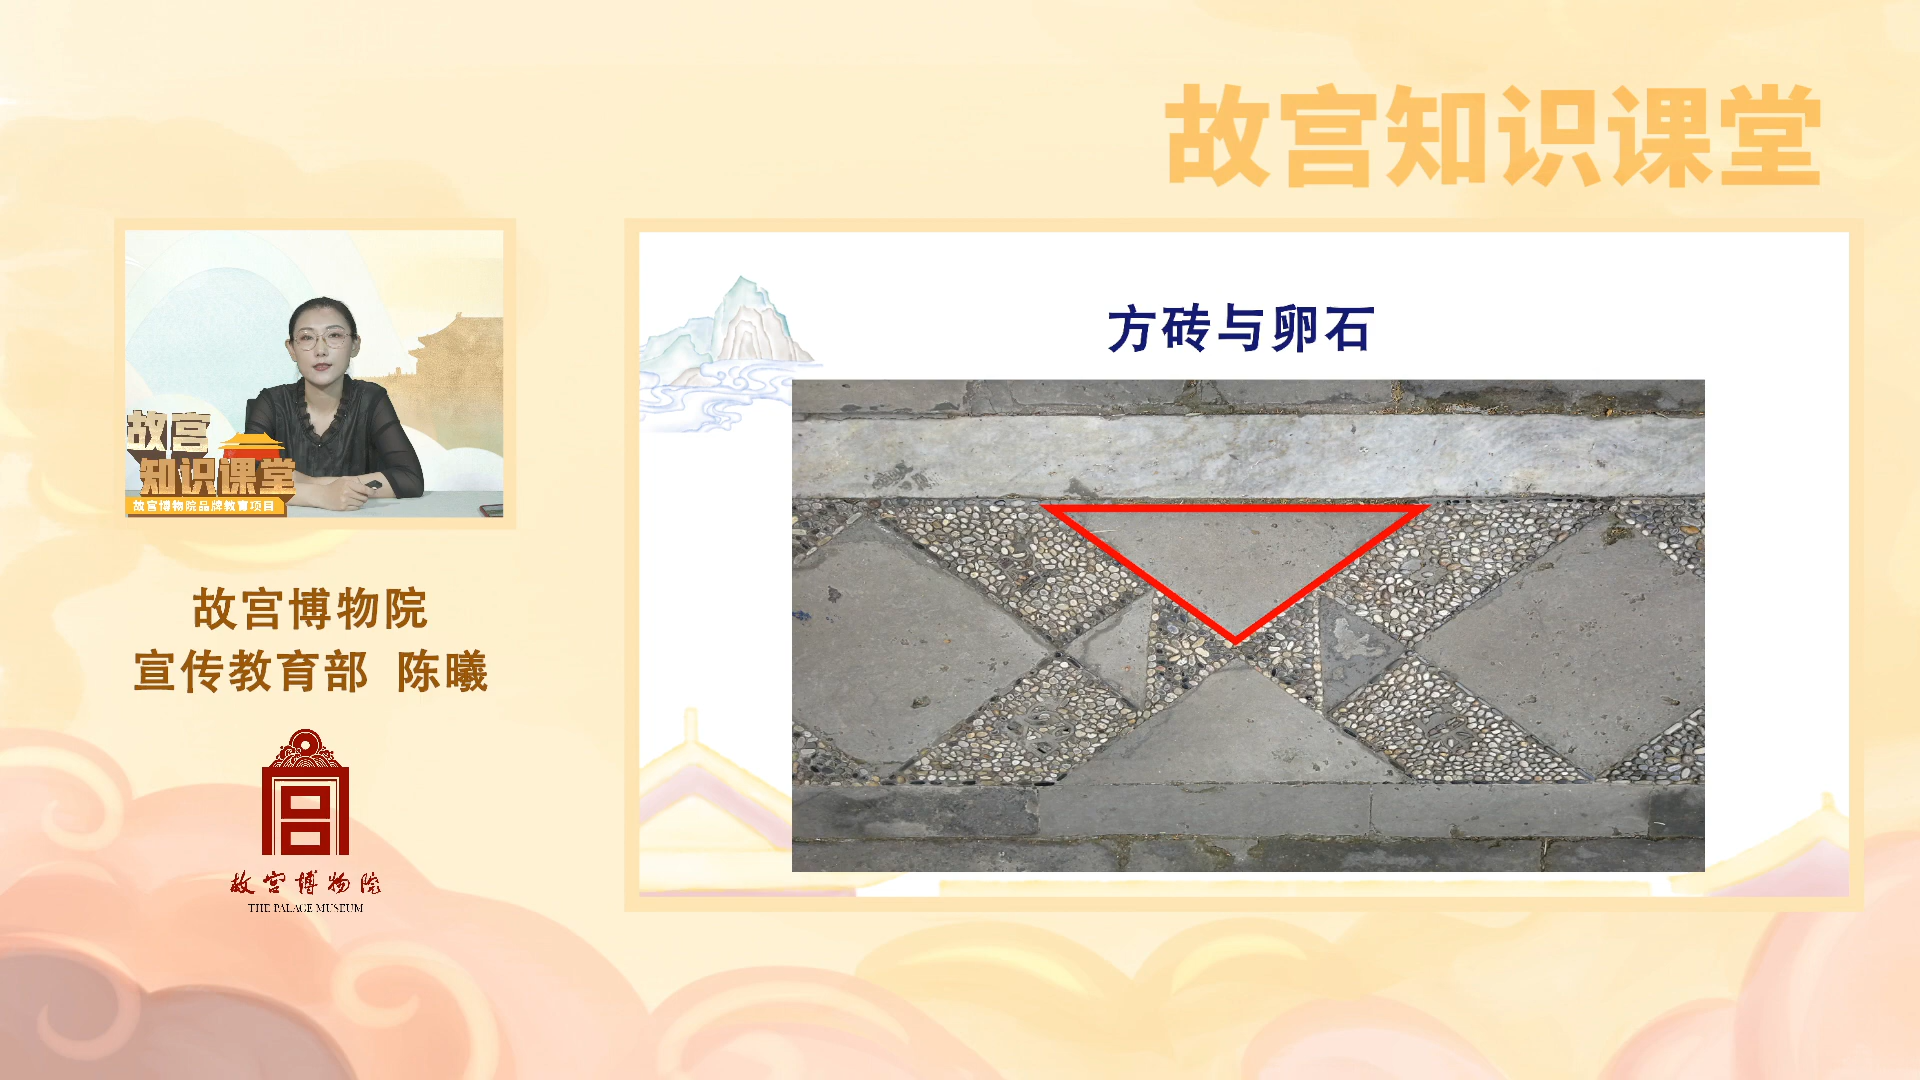 故宫知识课堂
方砖与卵石
故宫
知识课堂
故宫博物院品牌教育项目
故宫博物院
宣传教育部 陈曦
故宫博物院
THE PALACE MUSEUM